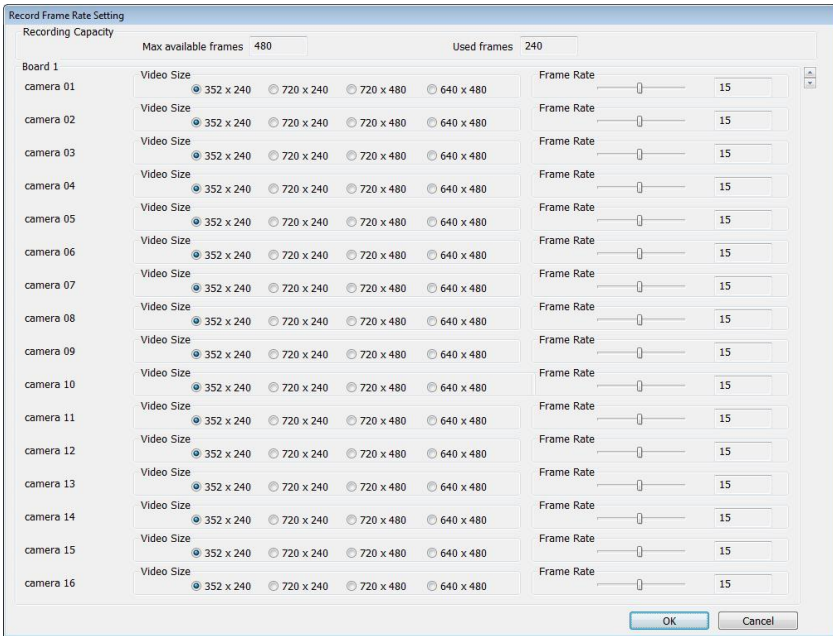 Record Frame Rate Setting
Recording Capacity
Max available frames 480 Used frames 240
Board 1
Video Size Frame Rate
camera 01 352 x 240 720 x 240 720 x 480 640 x 480 15
Video Size Frame Rate
camera 02 352 x 240 720 x 240 720 x 480 640 x 480 15
Video Size Frame Rate
camera 03 352 x 240 720 x 240 720 x 480 640 x 480 15
Video Size Frame Rate
camera 04 352 x 240 720 x 240 720 x 480 640 x 480 15
Video Size Frame Rate
camera 05 352 x 240 720 x 240 720 x 480 640 x 480 15
Video Size Frame Rate
camera 06 352 x 240 720 x 240 720 x 480 640 x 480 15
Video Size Frame Rate
camera 07 352 x 240 720 x 240 720 x 480 640 x 480 15
Video Size Frame Rate
camera 08 352 x 240 720 x 240 720 x 480 640 x 480 15
Video Size Frame Rate
camera 09 352 x 240 720 x 240 720 x 480 640 x 480 15
Video Size Frame Rate
camera 10 352 x 240 720 x 240 720 x 480 640 x 480 15
Video Size Frame Rate
camera 11 352 x 240 720 x 240 720 x 480 640 x 480 15
Video Size Frame Rate
camera 12 352 x 240 720 x 240 720 x 480 640 x 480 15
Video Size Frame Rate
camera 13 352 x 240 720 x 240 720 x 480 640 x 480 15
Video Size Frame Rate
camera 14 352 x 240 720 x 240 720 x 480 640 x 480 15
Video Size Frame Rate
camera 15 352 x 240 720 x 240 720 x 480 640 x 480 15
Video Size Frame Rate
camera 16 352 x 240 720 x 240 720 x 480 640 x 480 15
OK Cancel